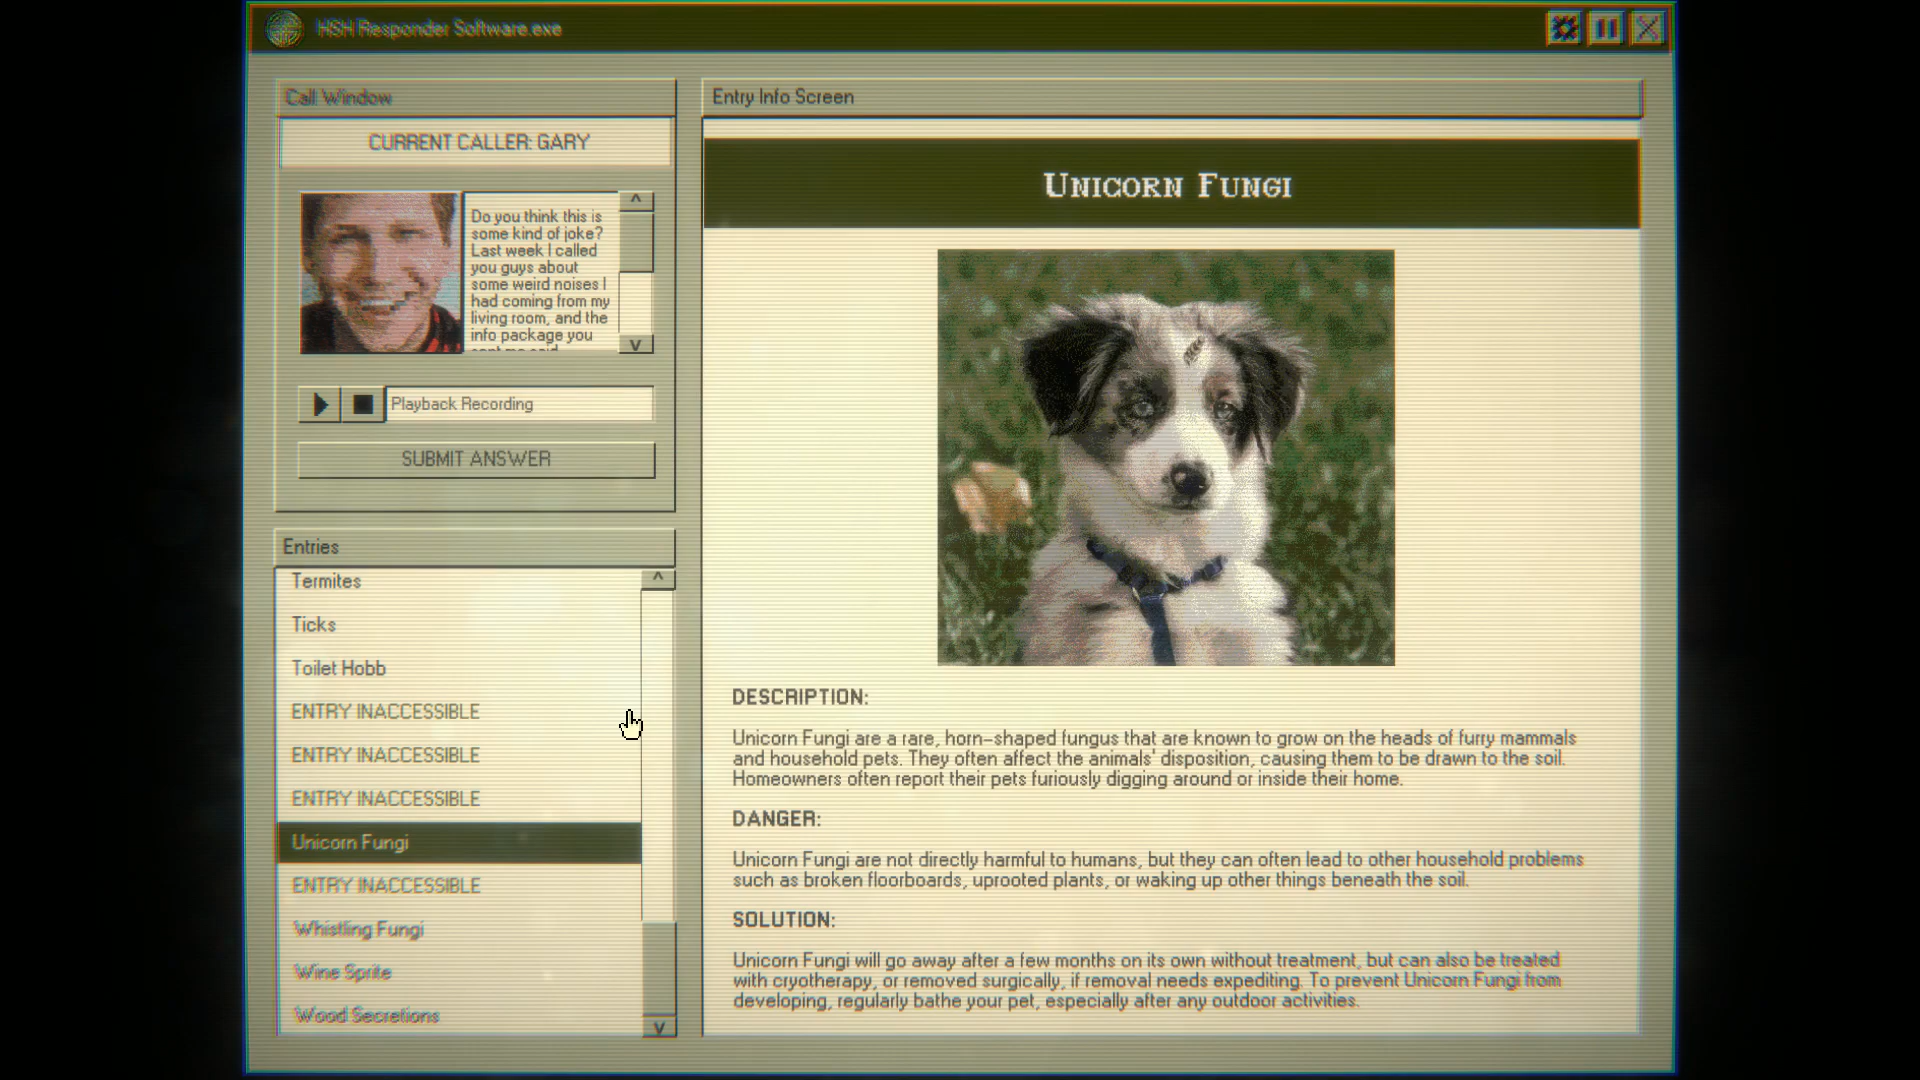 HSH Responder Software.exe
Call Window
CURRENT CALLER: GARY
Do you think this is
some kind of joke?
Last week I called
you guys about
some weird noises I
had coming from my
living room, and the
info package you
Playback Recording
SUBMIT ANSWER
Entries
Termites
Ticks
Toilet Hobb
ENTRY INACCESSIBLE
ENTRY INACCESSIBLE
ENTRY INACCESSIBLE
Unicorn Fungi
ENTRY INACCESSIBLE
Whistling Fungi
Wine Sprite
Wood Secretions
Entry Info Screen
Unicorn Fungi
DESCRIPTION:
Unicorn Fungi are a rare, horn-shaped fungus that are known to grow on the heads of furry mammals
and household pets. They often affect the animals' disposition, causing them to be drawn to the soil.
Homeowners often report their pets furiously digging around or inside their home.
DANGER:
Unicorn Fungi are not directly harmful to humans, but they can often lead to other household problems
such as broken floorboards, uprooted plants, or waking up other things beneath the soil.
SOLUTION:
Unicorn Fungi will go away after a few months on its own without treatment, but can also be treated
with cryotherapy, or removed surgically, if removal needs expediting. To prevent Unicorn Fungi from
developing, regularly bathe your pet, especially after any outdoor activities.